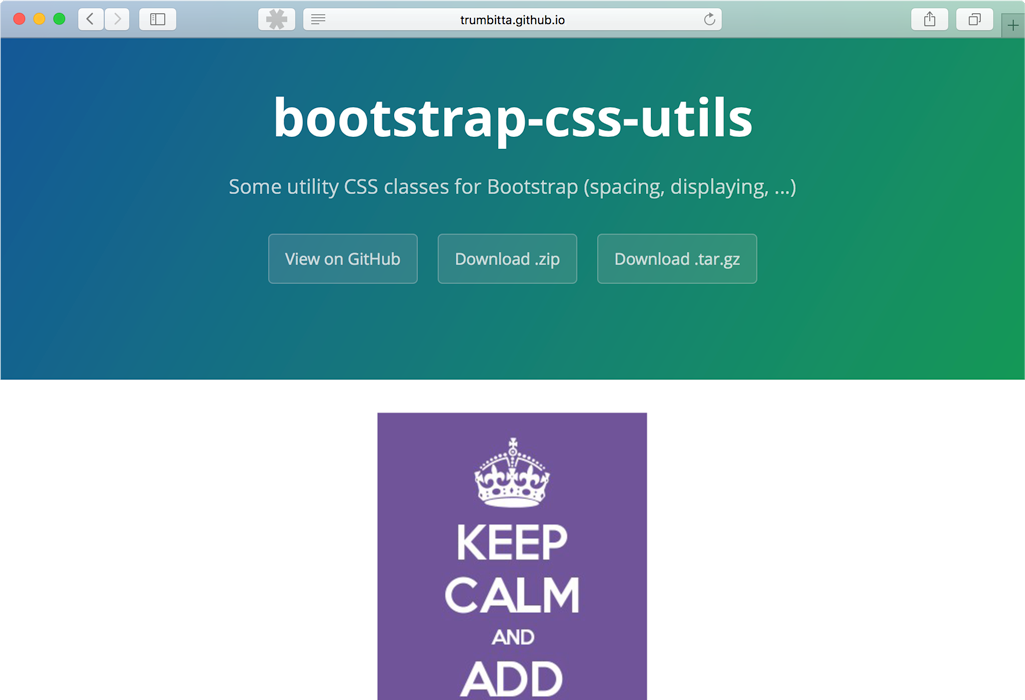 trumbitta.github.io
bootstrap-css-utils
Some utility CSS classes for Bootstrap (spacing, displaying, ...)
View on GitHub
Download .zip
Download .tar.gz
KEEP
CALM
AND
ADD